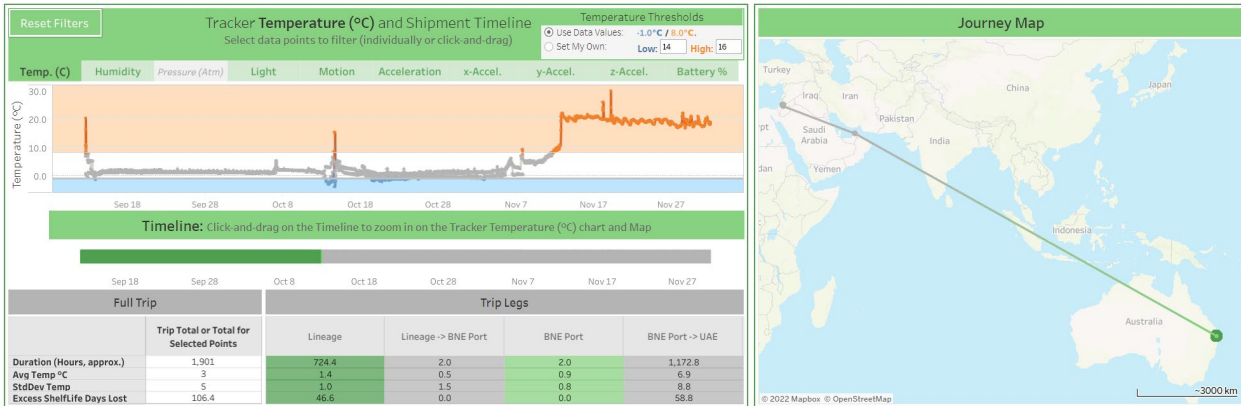 Reset Filters
Tracker Temperature (ºC) and Shipment Timeline
Select data points to filter (individually or click-and-drag)
Temperature Thresholds
Use Data Values: -1.0°C / 8.0°C.
Set My Own: Low: 14 High: 16
Temp. (C) Humidity Pressure (Atm) Light Motion Acceleration x-Accel. y-Accel. z-Accel. Battery %
Temperature (ºC)
30.0
20.0
10.0
0.0
Sep 18 Sep 28 Oct 8 Oct 18 Oct 28 Nov 7 Nov 17 Nov 27
Timeline: Click-and-drag on the Timeline to zoom in on the Tracker Temperature (ºC) chart and Map
Sep 18 Sep 28 Oct 8 Oct 18 Oct 28 Nov 7 Nov 17 Nov 27
Full Trip Trip Legs
Trip Total or Total for
Selected Points
Lineage Lineage -> BNE Port BNE Port BNE Port -> UAE
Duration (Hours, approx.) 1,901 724.4 2.0 2.0 1,172.8
Avg Temp ºC 3 1.4 0.5 0.9 6.9
StdDev Temp 5 1.0 1.5 0.8 8.8
Excess ShelfLife Days Lost 106.4 46.6 0.0 0.0 58.8
Journey Map
Turkey
China
Japan
Iraq
Iran
Pakistan
pt
Saudi
Arabia
India
dan
Yemen
Indonesia
Australia
~3000 km
© 2022 Mapbox © OpenStreetMap